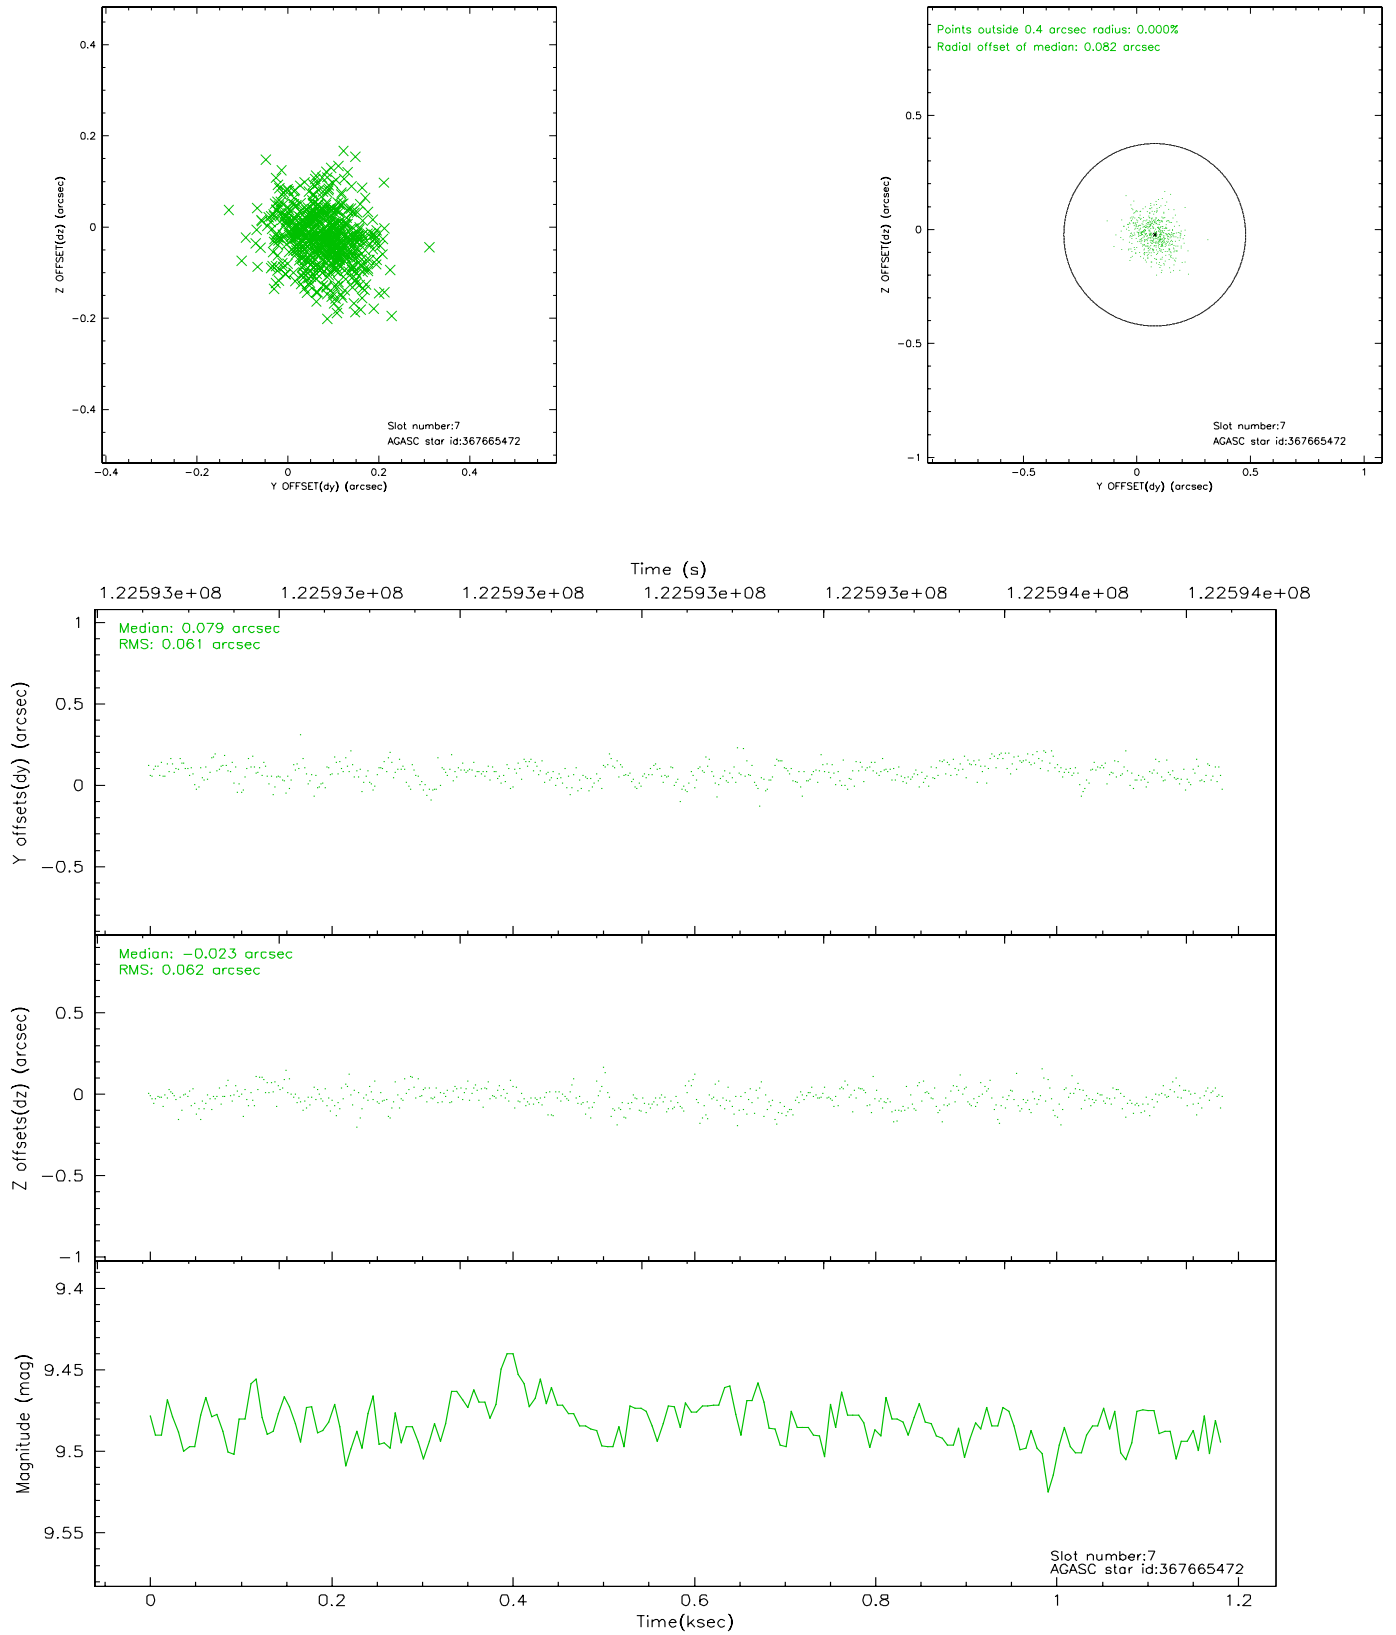 0.4
0.2
0
−0.2
−0.4
Z OFFSET(dz) (arcsec)
Slot number:7
AGASC star id:367665472
−0.4 −0.2 0 0.2 0.4
Y OFFSET(dy) (arcsec)
Points outside 0.4 arcsec radius: 0.000%
Radial offset of median: 0.082 arcsec
0.5
0
−0.5
−1
Z OFFSET(dz) (arcsec)
Slot number:7
AGASC star id:367665472
−0.5 0 0.5 1
Y OFFSET(dy) (arcsec)
Time (s)
1.22593e+08 1.22593e+08 1.22593e+08 1.22593e+08 1.22593e+08 1.22594e+08 1.22594e+08
Median: 0.079 arcsec
RMS: 0.061 arcsec
1
0.5
0
−0.5
Y offsets(dy) (arcsec)
Median: −0.023 arcsec
RMS: 0.062 arcsec
0.5
0
−0.5
−1
Z offsets(dz) (arcsec)
9.4
9.45
9.5
9.55
Magnitude (mag)
Slot number:7
AGASC star id:367665472
0 0.2 0.4 0.6 0.8 1 1.2
Time(ksec)